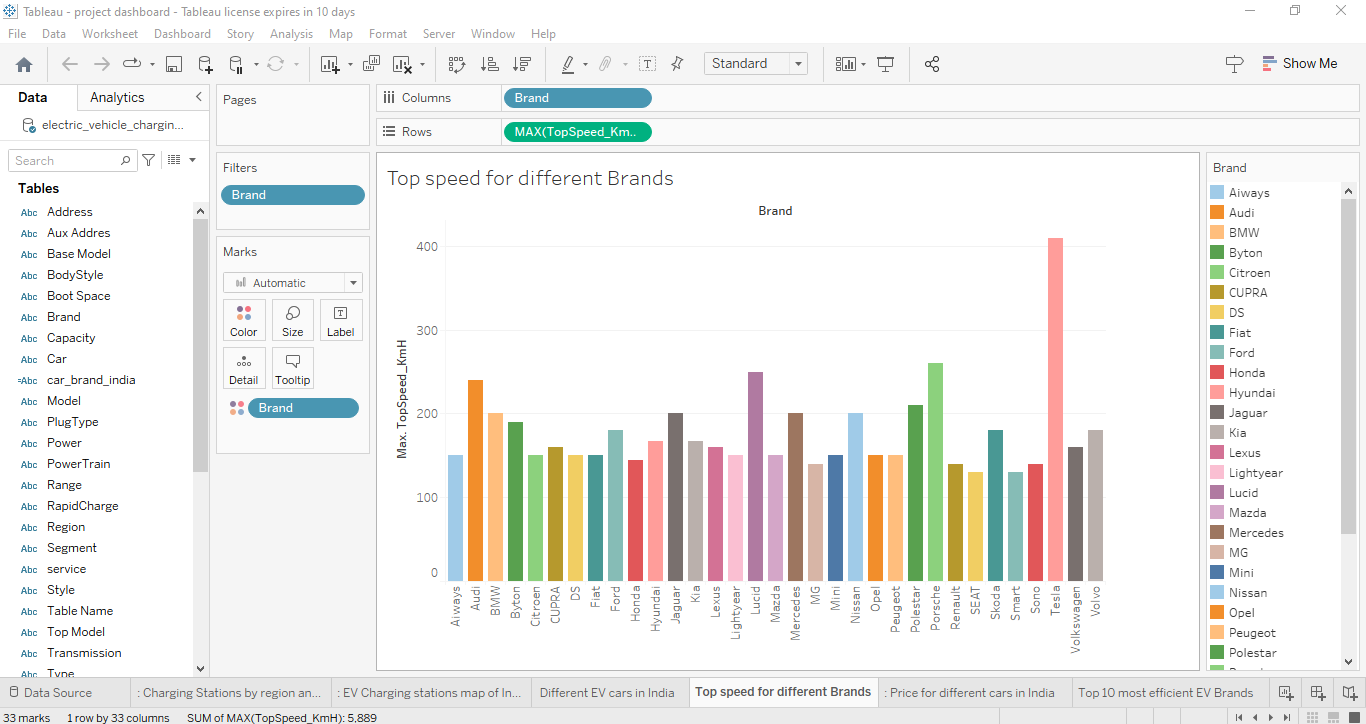 Tableau - project dashboard - Tableau license expires in 10 days
File Data Worksheet Dashboard Story Analysis Map Format Server Window Help
Standard
Show Me
Data Analytics
electric_vehicle_chargin...
Search
Tables
Abc Address
Abc Aux Addres
Abc Base Model
Abc BodyStyle
Abc Boot Space
Abc Brand
Abc Capacity
Abc Car
=Abc car_brand_india
Abc Model
Abc PlugType
Abc Power
Abc PowerTrain
Abc Range
Abc RapidCharge
Abc Region
Abc Segment
Abc service
Abc Style
Abc Table Name
Abc Top Model
Abc Transmission
Abc Type
Pages
Filters
Brand
Marks
Automatic
Color Size Label
Detail Tooltip
Brand
Columns Brand
Rows MAX(TopSpeed_Km..
Top speed for different Brands
Brand
Max. TopSpeed_KmH
400
300
200
100
0
Aiways
Audi
BMW
Byton
Citroen
CUPRA
DS
Fiat
Ford
Honda
Hyundai
Jaguar
Kia
Lexus
Lightyear
Lucid
Mazda
Mercedes
MG
Mini
Nissan
Opel
Peugeot
Polestar
Porsche
Renault
SEAT
Skoda
Smart
Sono
Tesla
Volkswagen
Volvo
Brand
Aiways
Audi
BMW
Byton
Citroen
CUPRA
DS
Fiat
Ford
Honda
Hyundai
Jaguar
Kia
Lexus
Lightyear
Lucid
Mazda
Mercedes
MG
Mini
Nissan
Opel
Peugeot
Polestar
Data Source : Charging Stations by region an... : EV Charging stations map of In... Different EV cars in India Top speed for different Brands : Price for different cars in India Top 10 most efficient EV Brands
33 marks 1 row by 33 columns SUM of MAX(TopSpeed_KmH): 5,889